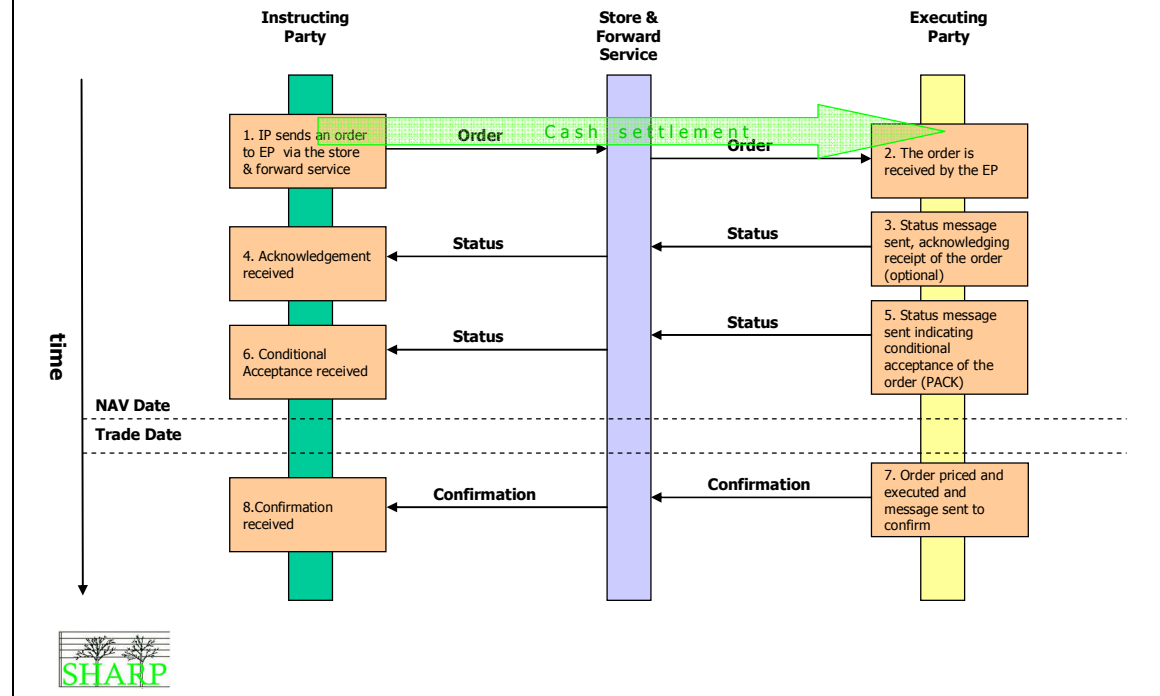 Instructing
Party
Store &
Forward
Service
Executing
Party
1. IP sends an order
to EP via the store
& forward service
Order
Cash settlement
Order
2. The order is
received by the EP
3. Status message
sent, acknowledging
receipt of the order
(optional)
Status
Status
4. Acknowledgement
received
5. Status message
sent indicating
conditional
acceptance of the
order (PACK)
Status
Status
6. Conditional
Acceptance received
time
NAV Date
Trade Date
7. Order priced and
executed and
message sent to
confirm
Confirmation
Confirmation
8.Confirmation
received
SHARP